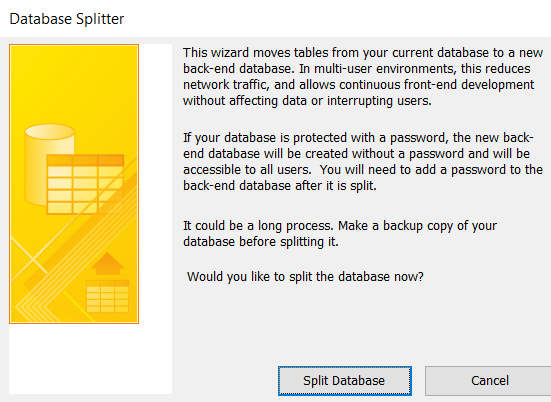 Database Splitter
This wizard moves tables from your current database to a new
back-end database. In multi-user environments, this reduces
network traffic, and allows continuous front-end development
without affecting data or interrupting users.
If your database is protected with a password, the new back-
end database will be created without a password and will be
accessible to all users.  You will need to add a password to the
back-end database after it is split.
It could be a long process. Make a backup copy of your
database before splitting it.
Would you like to split the database now?
Split Database
Cancel